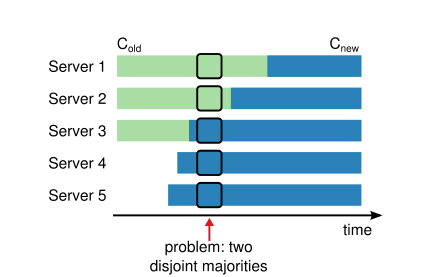 Cold Cnew
Server 1
Server 2
Server 3
Server 4
Server 5
time
problem: two
disjoint majorities